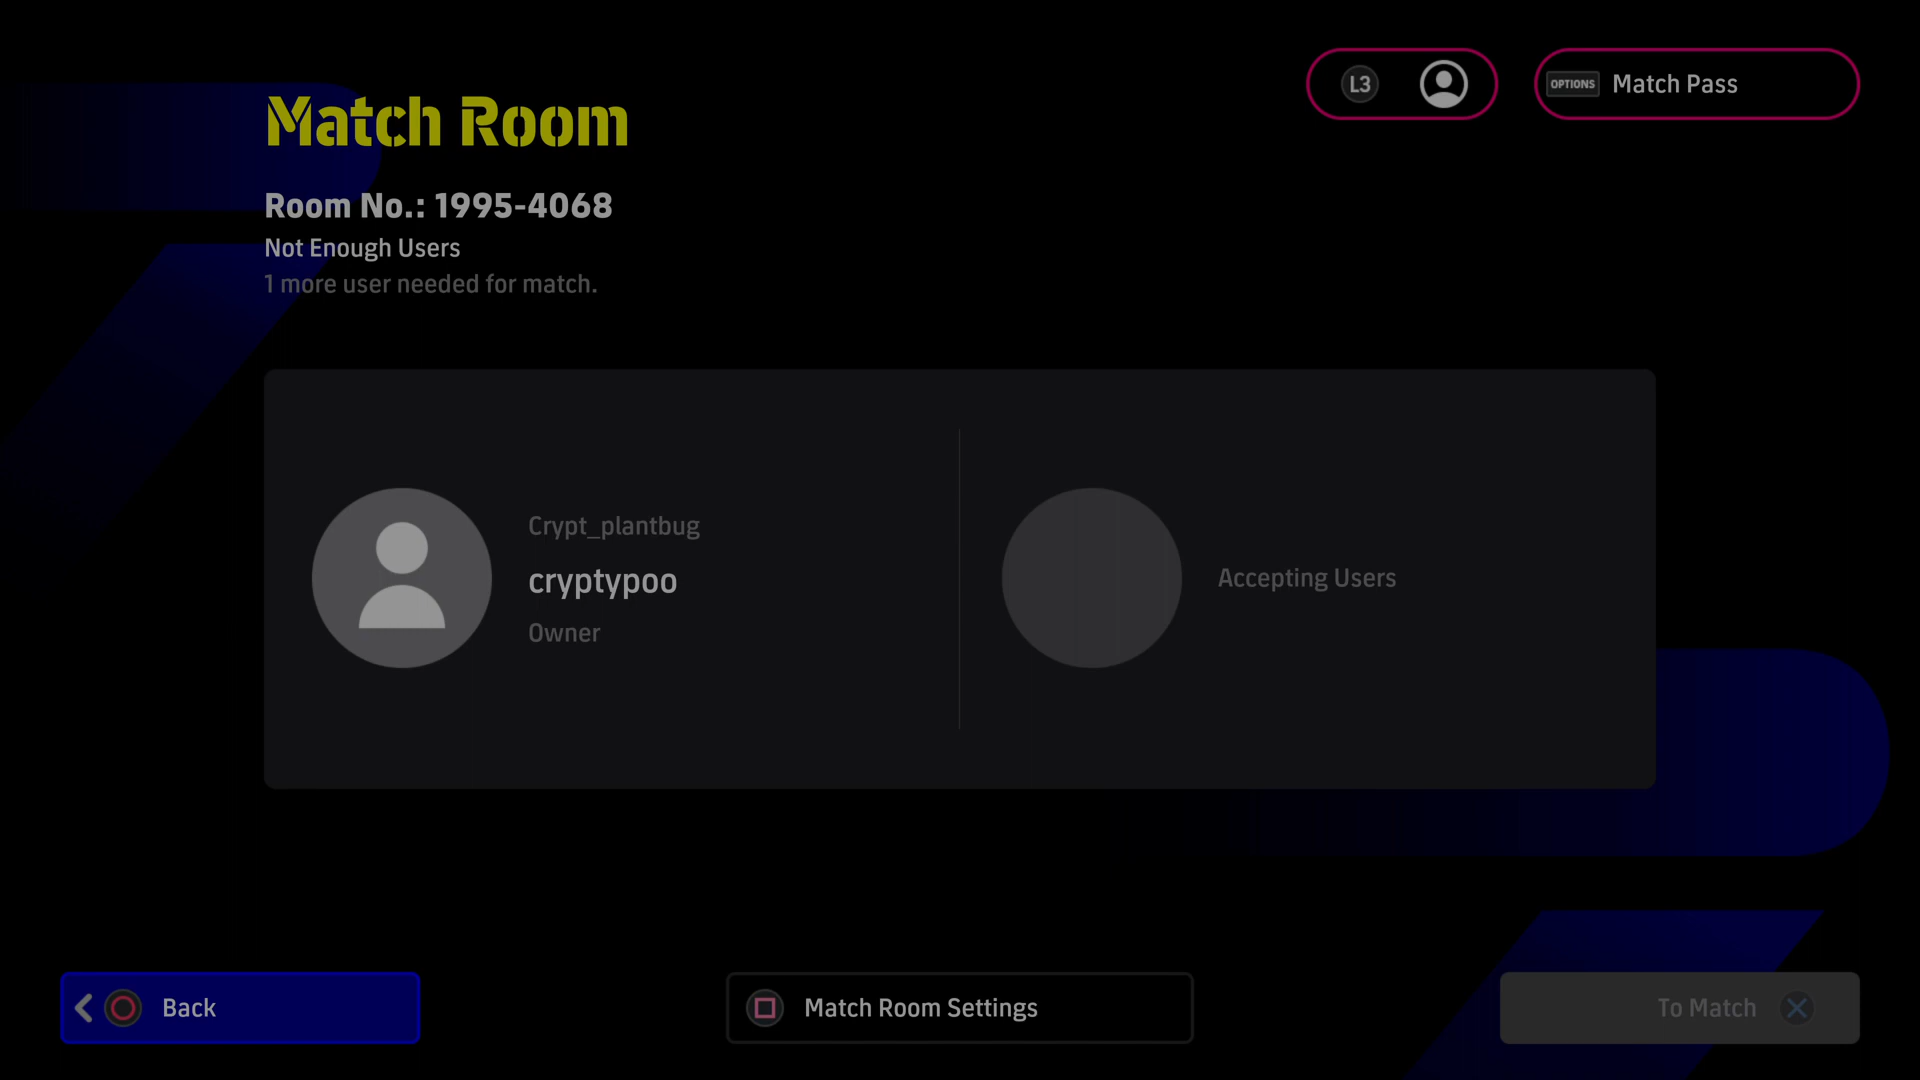 L3
OPTIONS Match Pass
Match Room
Room No.: 1995-4068
Not Enough Users
1 more user needed for match.
Crypt_plantbug
cryptypoo
Owner
Accepting Users
Back
Match Room Settings
To Match